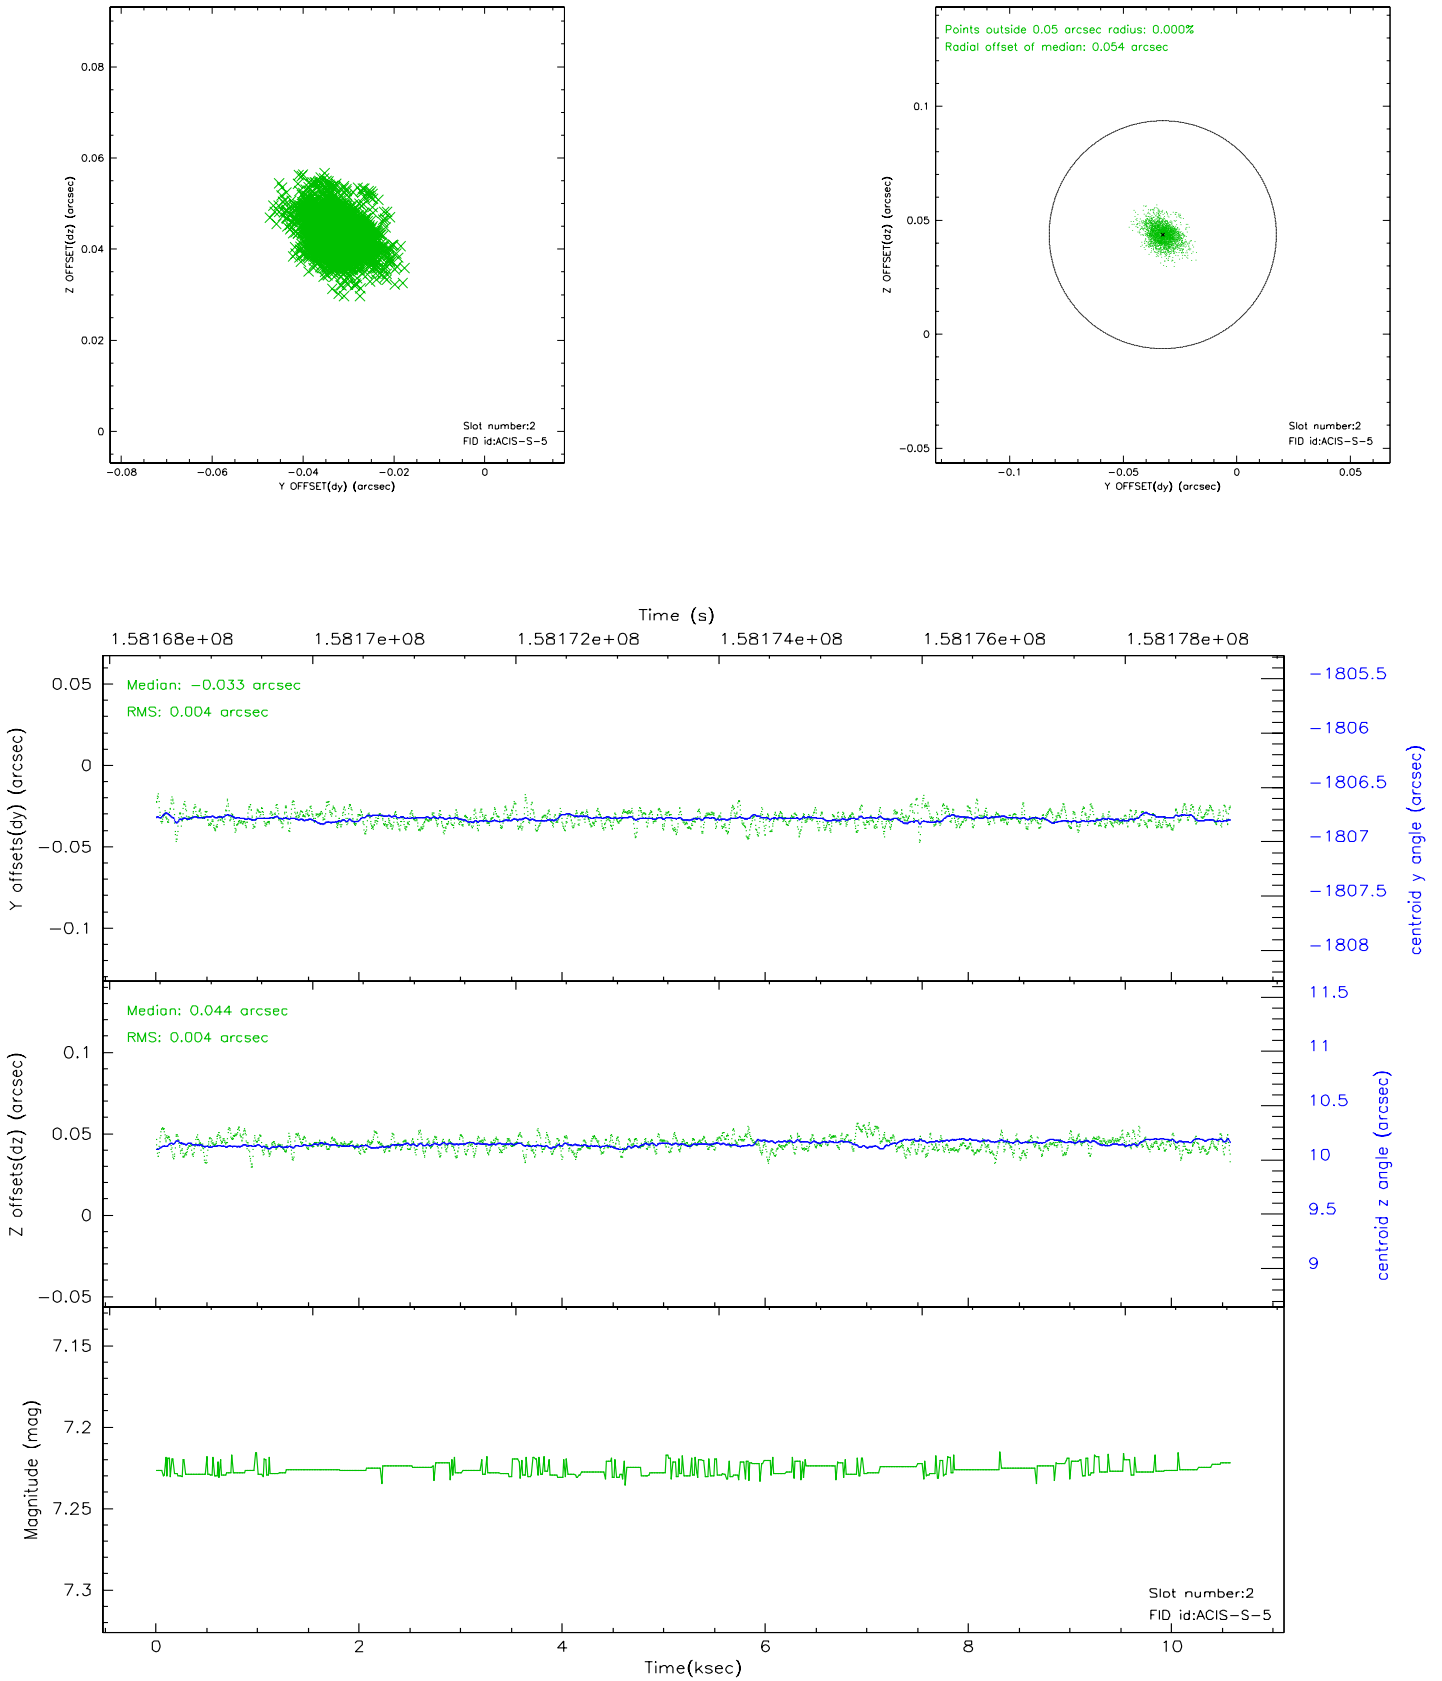 0.08
0.06
0.04
0.02
0
Z OFFSET(dz) (arcsec)
Slot number:2
FID id:ACIS-S-5
-0.08 -0.06 -0.04 -0.02 0
Y OFFSET(dy) (arcsec)
Points outside 0.05 arcsec radius: 0.000%
Radial offset of median: 0.054 arcsec
0.1
0.05
0
-0.05
Z OFFSET(dz) (arcsec)
Slot number:2
FID id:ACIS-S-5
-0.1 -0.05 0 0.05
Y OFFSET(dy) (arcsec)
Time (s)
1.58168e+08 1.5817e+08 1.58172e+08 1.58174e+08 1.58176e+08 1.58178e+08
Median: -0.033 arcsec
RMS: 0.004 arcsec
0.05
0
-0.05
-0.1
Y offsets(dy) (arcsec)
-1805.5
-1806
-1806.5
-1807
-1807.5
-1808
centroid y angle (arcsec)
Median: 0.044 arcsec
RMS: 0.004 arcsec
0.1
0.05
0
-0.05
Z offsets(dz) (arcsec)
11.5
11
10.5
10
9.5
9
centroid z angle (arcsec)
7.15
7.2
7.25
7.3
Magnitude (mag)
Slot number:2
FID id:ACIS-S-5
0 2 4 6 8 10
Time(ksec)